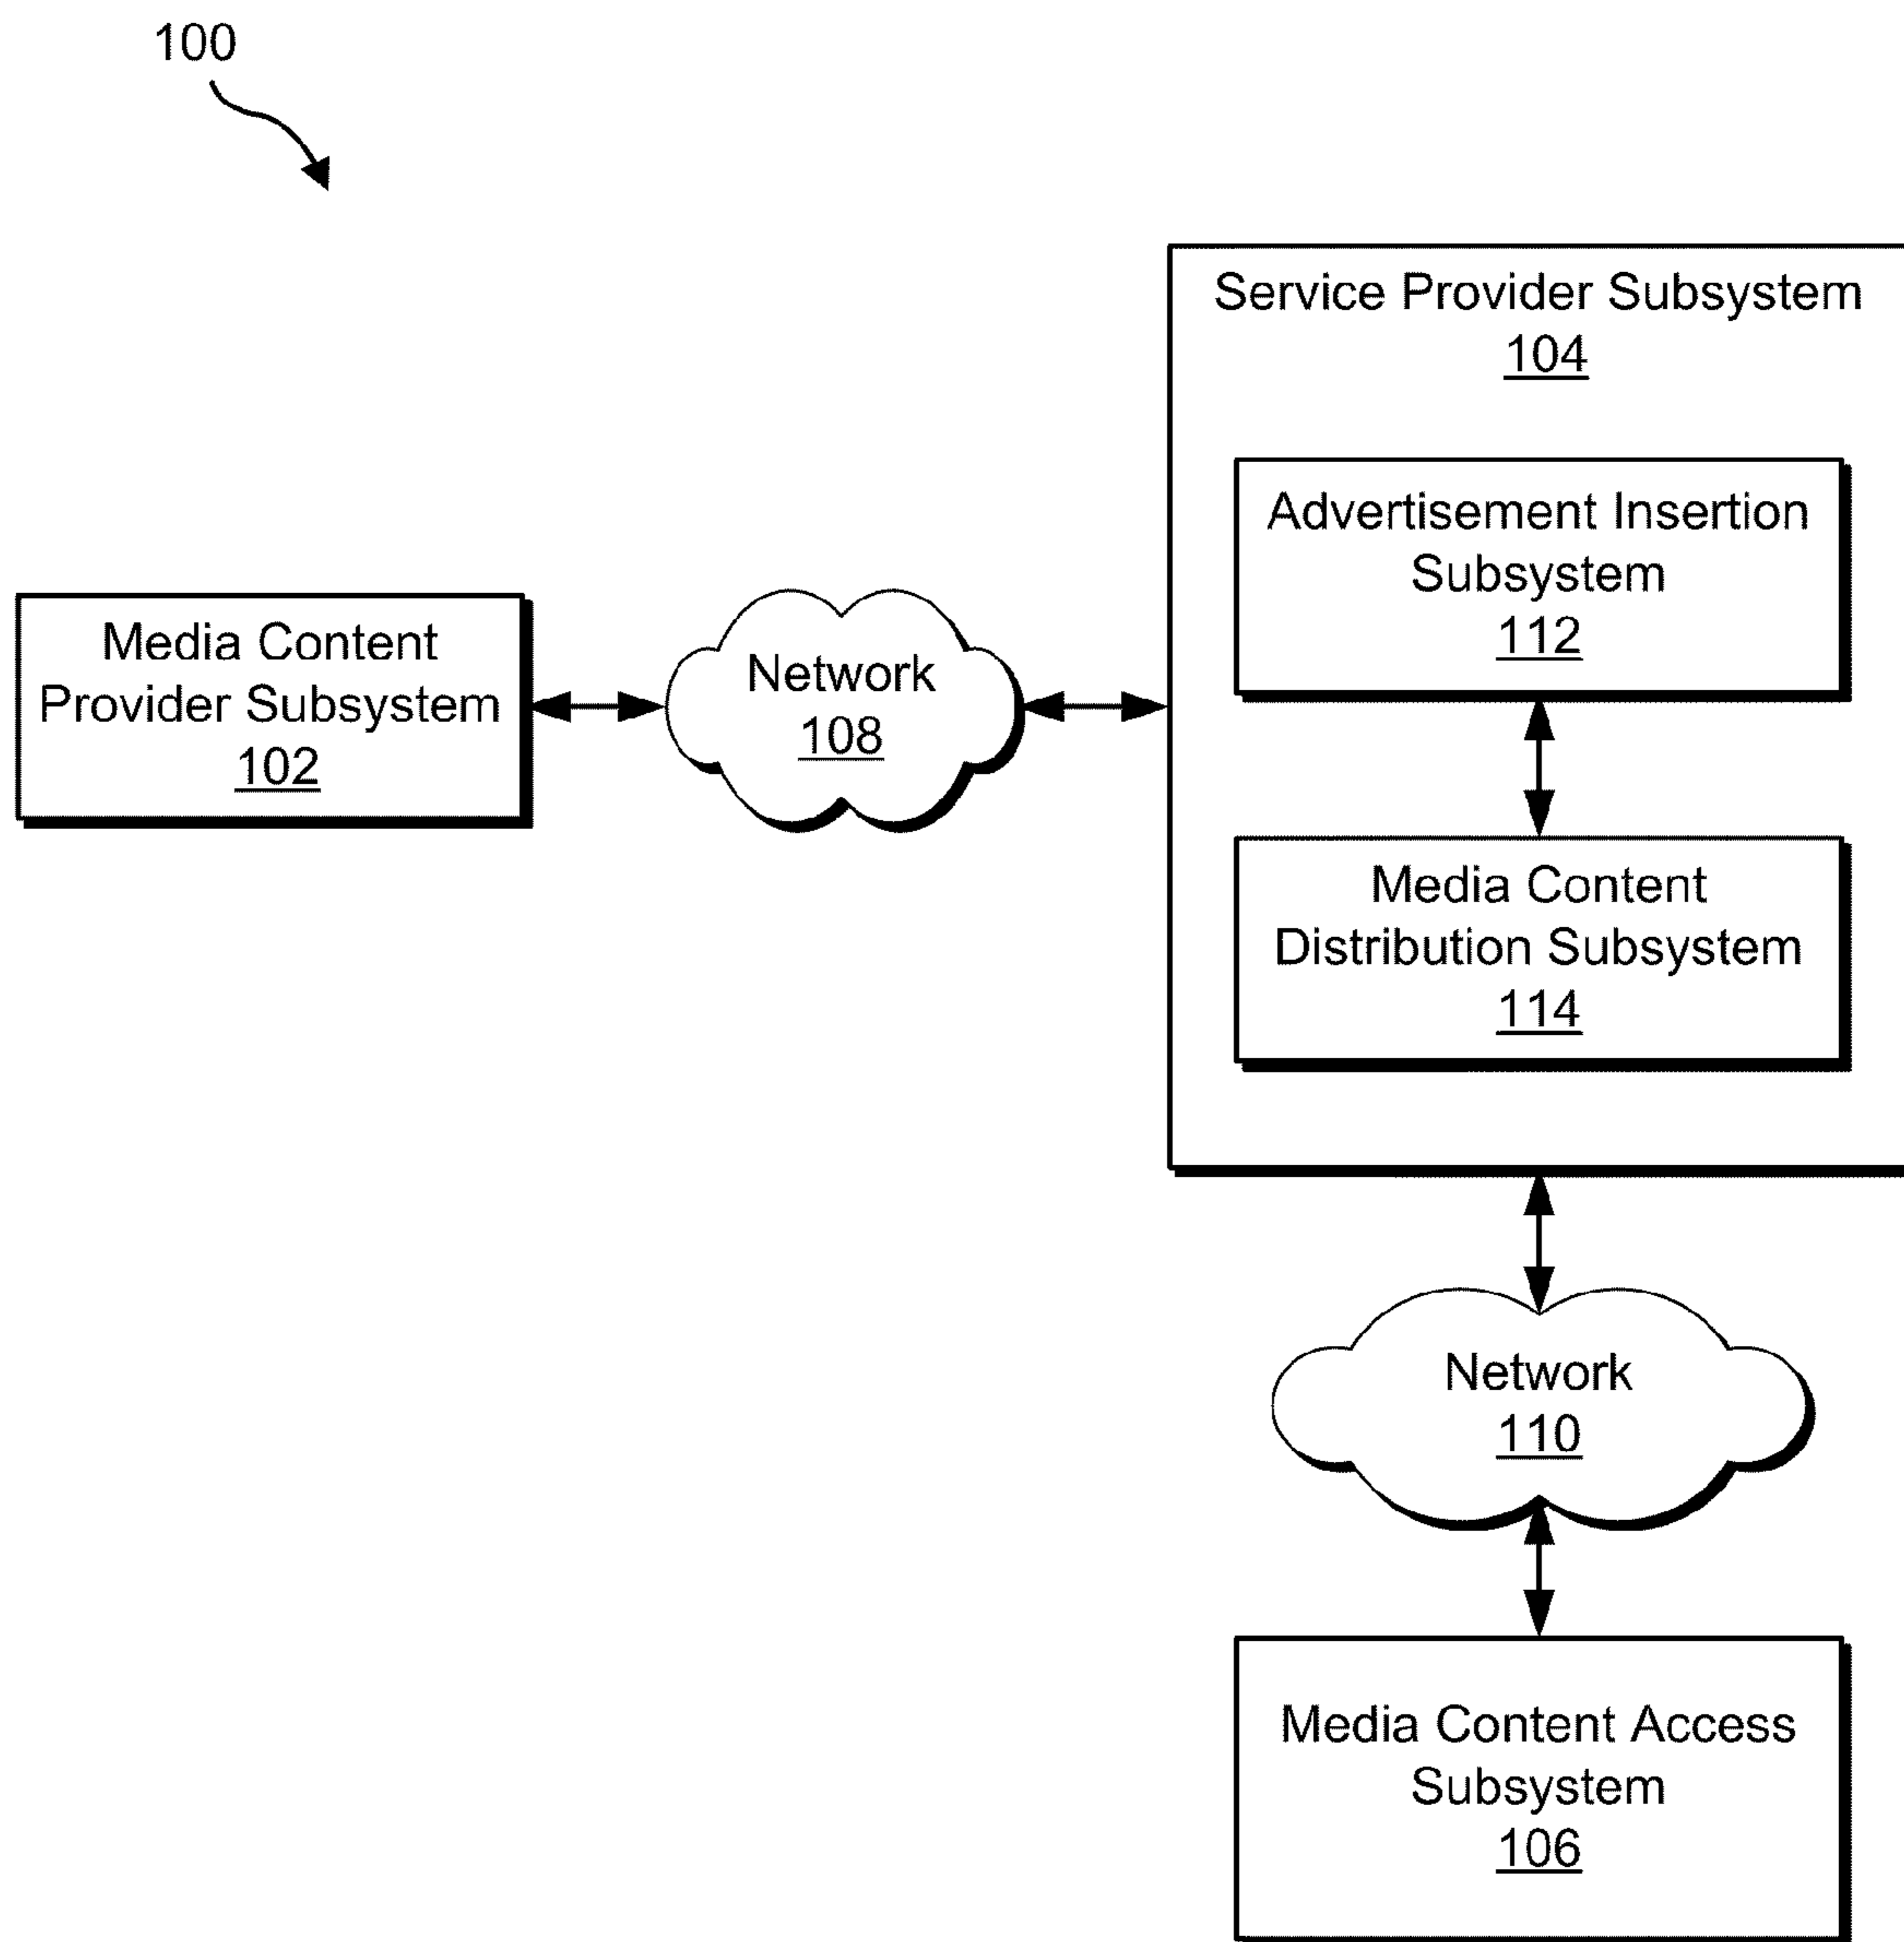 100
Service Provider Subsystem
104
Advertisement Insertion
Subsystem
112
Media Content
Provider Subsystem
102
Network
108
Media Content
Distribution Subsystem
114
Network
110
Media Content Access
Subsystem
106